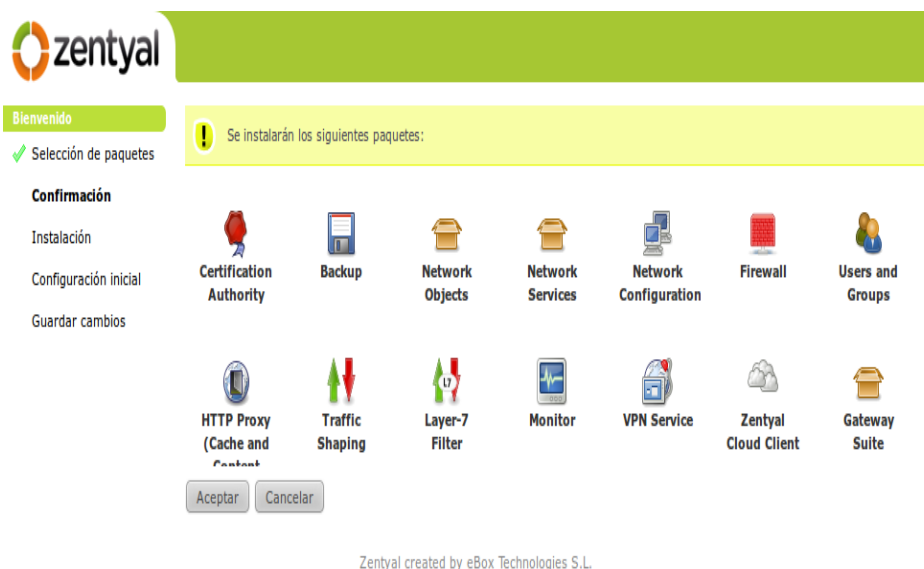 zentyal
Bienvenido
Selección de paquetes
Confirmación
Instalación
Configuración inicial
Guardar cambios
Se instalarán los siguientes paquetes:
Certification
Authority
Backup
Network
Objects
Network
Services
Network
Configuration
Firewall
Users and
Groups
HTTP Proxy
(Cache and
Content
Traffic
Shaping
L7
Layer-7
Filter
Monitor
VPN Service
Zentyal
Cloud Client
Gateway
Suite
Aceptar
Cancelar
Zentyal created by eBox Technologies S.L.